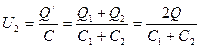 U₂ = Q' / C = (Q₁ + Q₂) / (C₁ + C₂) = 2Q / (C₁ + C₂)